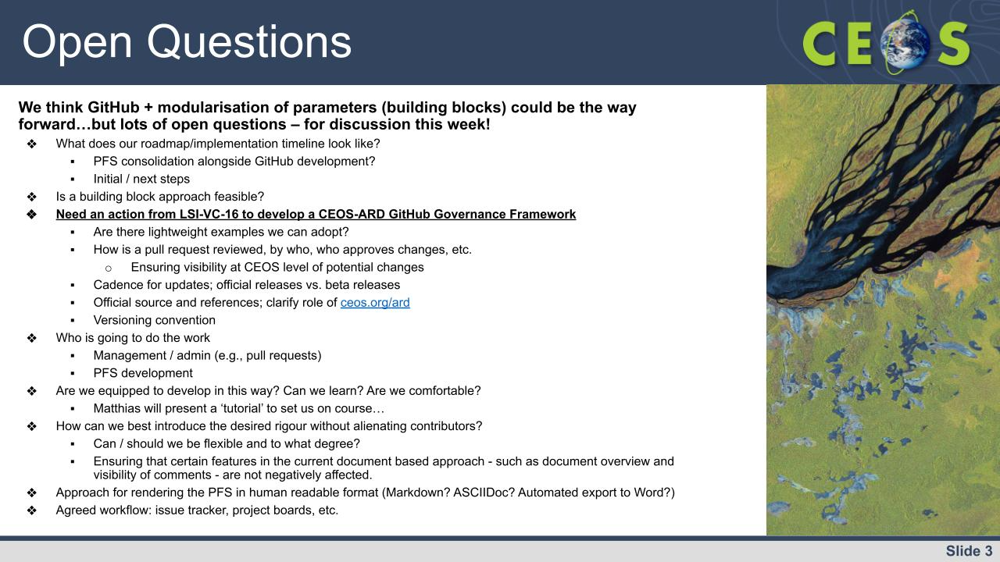 Open Questions
CEOS
We think GitHub + modularisation of parameters (building blocks) could be the way
forward…but lots of open questions – for discussion this week!
❖ What does our roadmap/implementation timeline look like?
▪ PFS consolidation alongside GitHub development?
▪ Initial / next steps
❖ Is a building block approach feasible?
❖ Need an action from LSI-VC-16 to develop a CEOS-ARD GitHub Governance Framework
▪ Are there lightweight examples we can adopt?
▪ How is a pull request reviewed, by who, who approves changes, etc.
○ Ensuring visibility at CEOS level of potential changes
▪ Cadence for updates; official releases vs. beta releases
▪ Official source and references; clarify role of ceos.org/ard
▪ Versioning convention
❖ Who is going to do the work
▪ Management / admin (e.g., pull requests)
▪ PFS development
❖ Are we equipped to develop in this way? Can we learn? Are we comfortable?
▪ Matthias will present a ‘tutorial’ to set us on course…
❖ How can we best introduce the desired rigour without alienating contributors?
▪ Can / should we be flexible and to what degree?
▪ Ensuring that certain features in the current document based approach - such as document overview and
visibility of comments - are not negatively affected.
❖ Approach for rendering the PFS in human readable format (Markdown? ASCIIDoc? Automated export to Word?)
❖ Agreed workflow: issue tracker, project boards, etc.
Slide 3